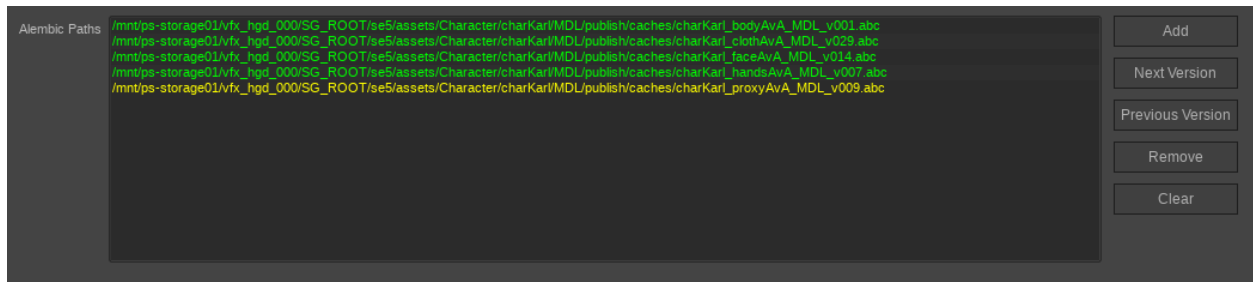 Alembic Paths
/mnt/ps-storage01/vfx_hgd_000/SG_ROOT/se5/assets/Character/charKarl/MDL/publish/caches/charKarl_bodyAvA_MDL_v001.abc
/mnt/ps-storage01/vfx_hgd_000/SG_ROOT/se5/assets/Character/charKarl/MDL/publish/caches/charKarl_clothAvA_MDL_v029.abc
/mnt/ps-storage01/vfx_hgd_000/SG_ROOT/se5/assets/Character/charKarl/MDL/publish/caches/charKarl_faceAvA_MDL_v014.abc
/mnt/ps-storage01/vfx_hgd_000/SG_ROOT/se5/assets/Character/charKarl/MDL/publish/caches/charKarl_handsAvA_MDL_v007.abc
/mnt/ps-storage01/vfx_hgd_000/SG_ROOT/se5/assets/Character/charKarl/MDL/publish/caches/charKarl_proxyAvA_MDL_v009.abc
Add
Next Version
Previous Version
Remove
Clear